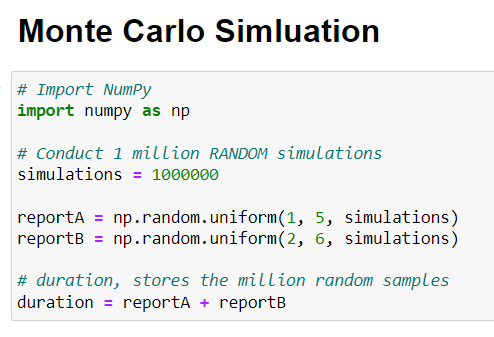 Monte Carlo Simluation
# Import NumPy
import numpy as np
# Conduct 1 million RANDOM simulations
simulations = 1000000
reportA = np.random.uniform(1, 5, simulations)
reportB = np.random.uniform(2, 6, simulations)
# duration, stores the million random samples
duration = reportA + reportB